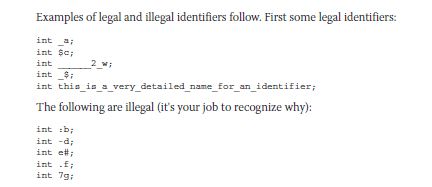 Examples of legal and illegal identifiers follow. First some legal identifiers:
int _a;
int $c;
int ______2_w;
int _$;
int this_is_a_very_detailed_name_for_an_identifier;
The following are illegal (it's your job to recognize why):
int :b;
int -d;
int e#;
int .f;
int 7g;